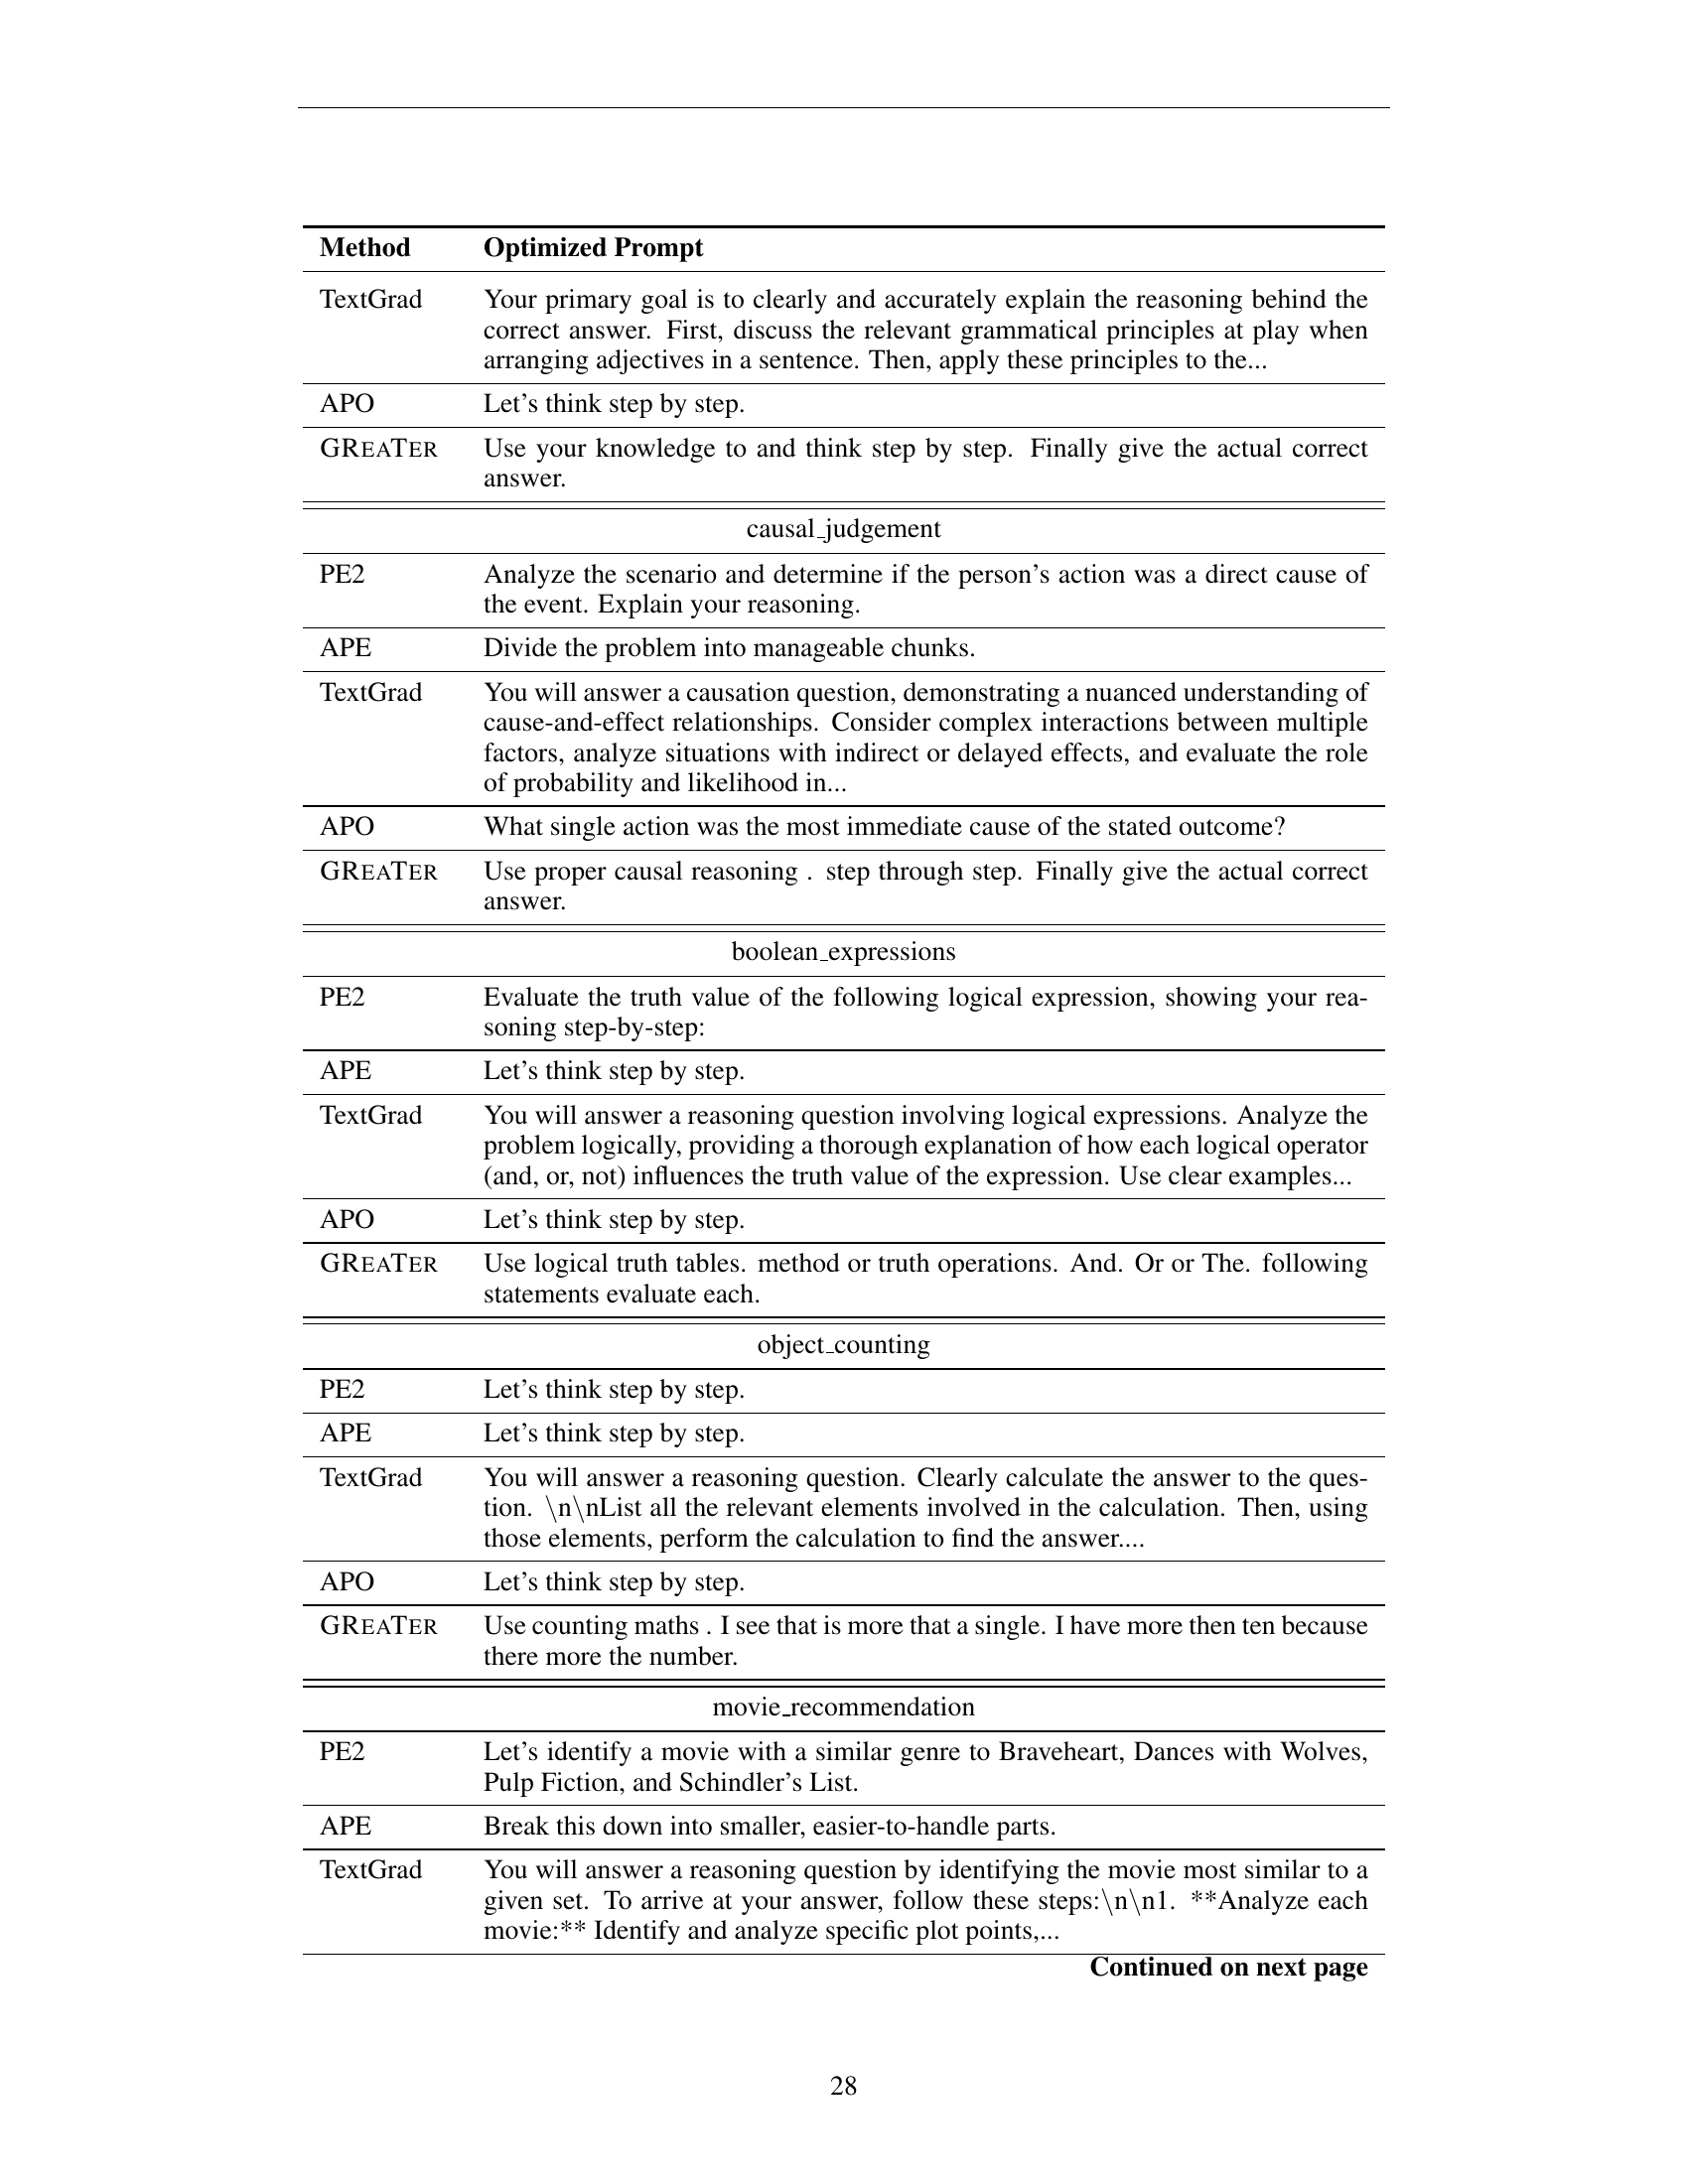 Method Optimized Prompt
TextGrad Your primary goal is to clearly and accurately explain the reasoning behind the
correct answer. First, discuss the relevant grammatical principles at play when
arranging adjectives in a sentence. Then, apply these principles to the...
APO Let's think step by step.
GREATER Use your knowledge to and think step by step. Finally give the actual correct
answer.
causal_judgement
PE2 Analyze the scenario and determine if the person's action was a direct cause of
the event. Explain your reasoning.
APE Divide the problem into manageable chunks.
TextGrad You will answer a causation question, demonstrating a nuanced understanding of
cause-and-effect relationships. Consider complex interactions between multiple
factors, analyze situations with indirect or delayed effects, and evaluate the role
of probability and likelihood in...
APO What single action was the most immediate cause of the stated outcome?
GREATER Use proper causal reasoning . step through step. Finally give the actual correct
answer.
boolean_expressions
PE2 Evaluate the truth value of the following logical expression, showing your rea-
soning step-by-step:
APE Let's think step by step.
TextGrad You will answer a reasoning question involving logical expressions. Analyze the
problem logically, providing a thorough explanation of how each logical operator
(and, or, not) influences the truth value of the expression. Use clear examples...
APO Let's think step by step.
GREATER Use logical truth tables. method or truth operations. And. Or or The. following
statements evaluate each.
object_counting
PE2 Let's think step by step.
APE Let's think step by step.
TextGrad You will answer a reasoning question. Clearly calculate the answer to the ques-
tion. \n\nList all the relevant elements involved in the calculation. Then, using
those elements, perform the calculation to find the answer....
APO Let's think step by step.
GREATER Use counting maths . I see that is more that a single. I have more then ten because
there more the number.
movie_recommendation
PE2 Let's identify a movie with a similar genre to Braveheart, Dances with Wolves,
Pulp Fiction, and Schindler's List.
APE Break this down into smaller, easier-to-handle parts.
TextGrad You will answer a reasoning question by identifying the movie most similar to a
given set. To arrive at your answer, follow these steps:\n\n1. **Analyze each
movie:** Identify and analyze specific plot points,...
Continued on next page
28